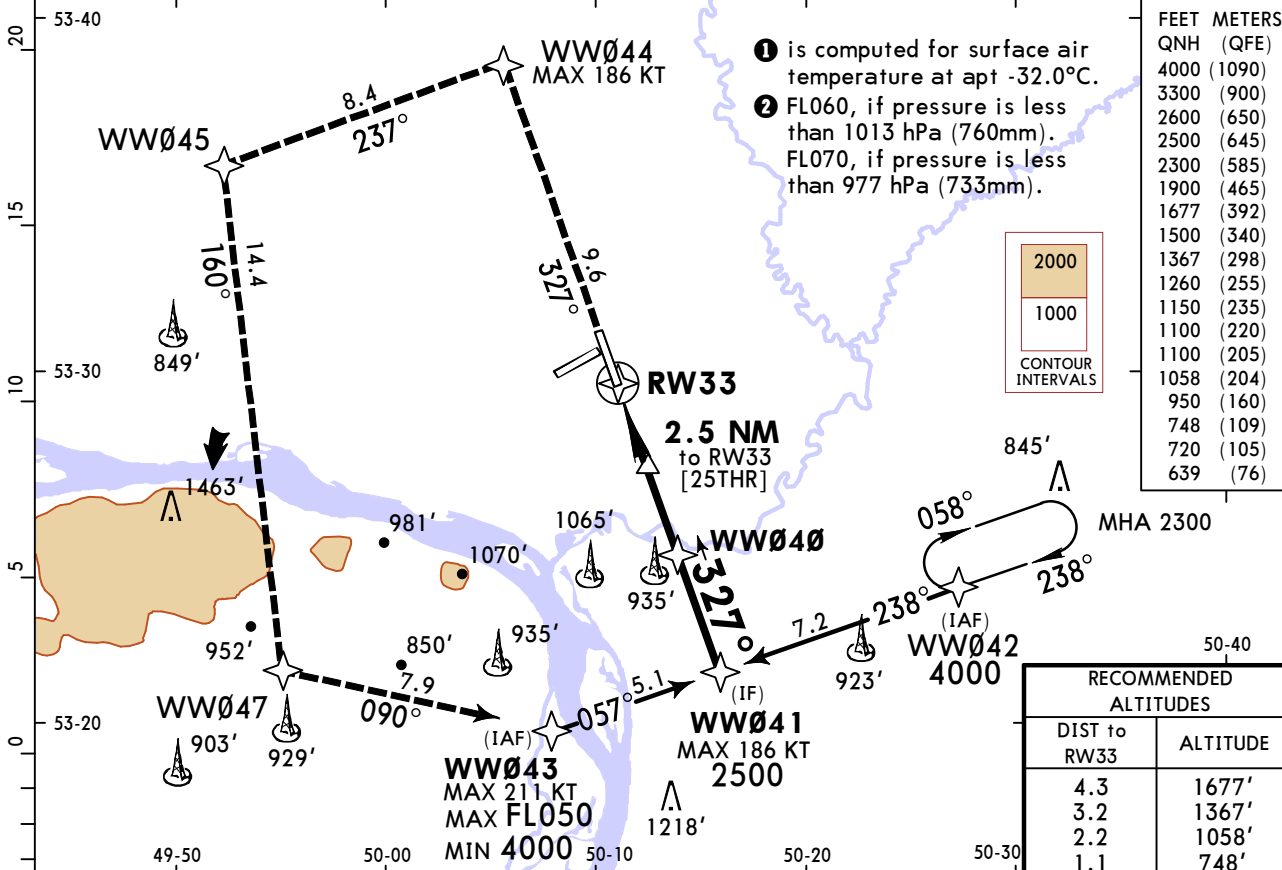 53-40
WWØ44
MAX 186 KT
❶ is computed for surface air
temperature at apt -32.0°C.
❷ FL060, if pressure is less
than 1013 hPa (760mm).
FL070, if pressure is less
than 977 hPa (733mm).
FEET METERS
QNH (QFE)
4000 (1090)
3300 (900)
2600 (650)
2500 (645)
2300 (585)
1900 (465)
1677 (392)
1500 (340)
1367 (298)
1260 (255)
1150 (235)
1100 (220)
1100 (205)
1058 (204)
950 (160)
748 (109)
720 (105)
639 (76)
20
15
10
5
0
WWØ45
8.4
237°
14.4
160°
9.6
327°
2000
1000
CONTOUR
INTERVALS
849'
53-30
RW33
2.5 NM
to RW33
[25THR]
1463'
981'
1070'
1065'
935'
WWØ40
327°
845'
058°
MHA 2300
238°
238°
7.2
(IAF)
WWØ42
4000
923'
50-40
952'
850'
935'
7.9
090°
WWØ47
903'
929'
53-20
(IAF)
WWØ43
MAX 211 KT
MAX FL050
MIN 4000
057°
5.1
(IF)
WWØ41
MAX 186 KT
2500
1218'
49-50
50-00
50-10
50-20
50-30
RECOMMENDED
ALTITUDES
DIST to
RW33
ALTITUDE
4.3 1677'
3.2 1367'
2.2 1058'
1.1 748'